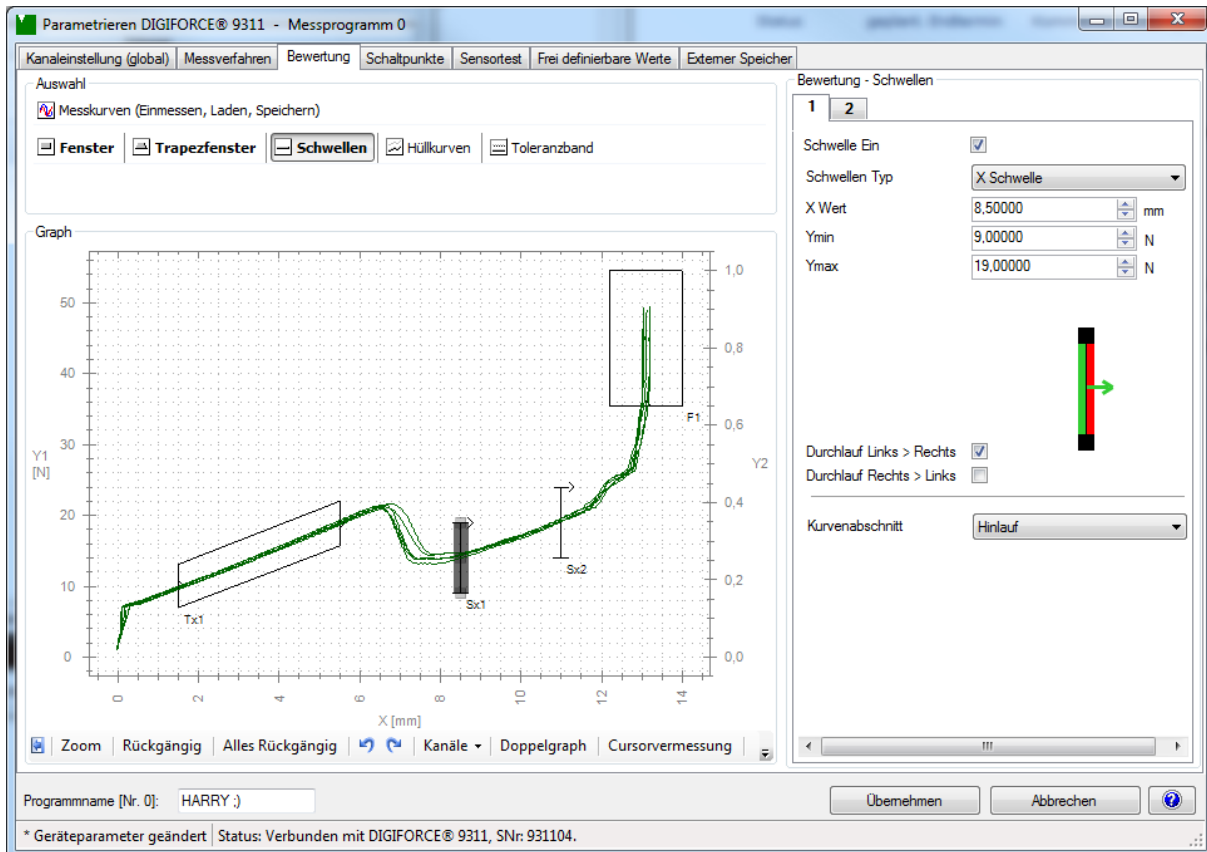 Parametrieren DIGIFORCE® 9311 - Messprogramm 0
Status geplant. Endtermin
Kanaleinstellung (global) Messverfahren Bewertung Schaltpunkte Sensortest Frei definierbare Werte Externer Speicher
Auswahl
Messkurven (Einmessen, Laden, Speichern)
Fenster Trapezfenster Schwellen Hüllkurven Toleranzband
Graph
50
40
30
20
10
0
Y1
[N]
1,0
0,8
0,6
0,4
0,2
0,0
Y2
F1
Sx2
Sx1
Tx1
0 2 4 6 8 10 12 14
X [mm]
Zoom Rückgängig Alles Rückgängig Kanäle Doppelgraph Cursorvermessung
Bewertung - Schwellen
1 2
Schwelle Ein
Schwellen Typ X Schwelle
X Wert 8,50000 mm
Ymin 9,00000 N
Ymax 19,00000 N
Durchlauf Links > Rechts
Durchlauf Rechts > Links
Kurvenabschnitt Hinlauf
Programmname [Nr. 0]: HARRY ;)
Übernehmen Abbrechen ?
* Geräteparameter geändert Status: Verbunden mit DIGIFORCE® 9311, SNr: 931104.